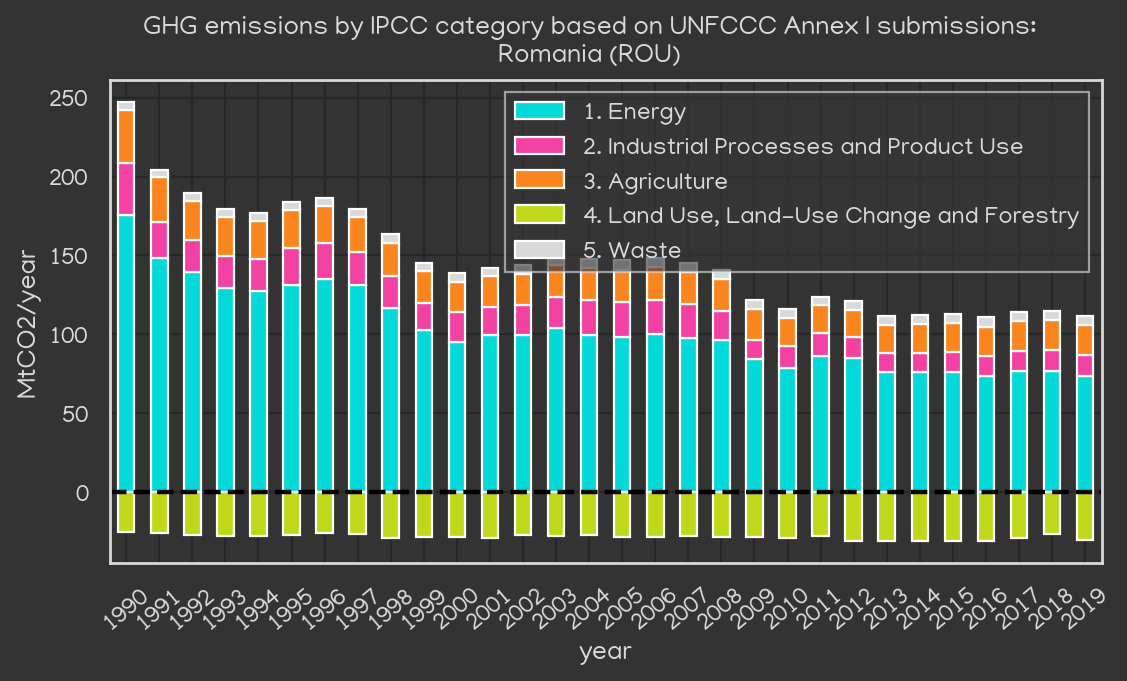 GHG emissions by IPCC category based on UNFCCC Annex I submissions:
Romania (ROU)
MtCO2/year
250
200
150
100
50
0
1. Energy
2. Industrial Processes and Product Use
3. Agriculture
4. Land Use, Land-Use Change and Forestry
5. Waste
1990 1991 1992 1993 1994 1995 1996 1997 1998 1999 2000 2001 2002 2003 2004 2005 2006 2007 2008 2009 2010 2011 2012 2013 2014 2015 2016 2017 2018 2019
year